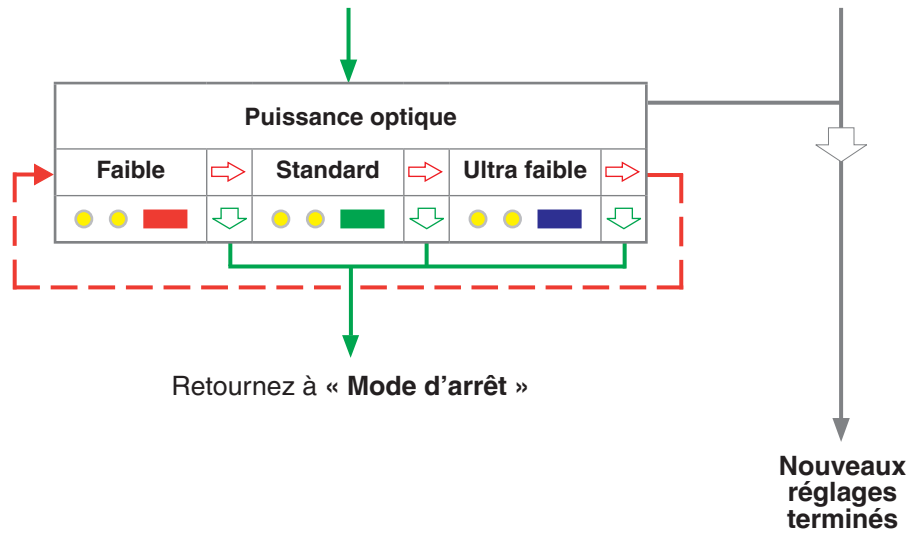 Puissance optique
Faible
Standard
Ultra faible
Retournez à « Mode d'arrêt »
Nouveaux
réglages
terminés